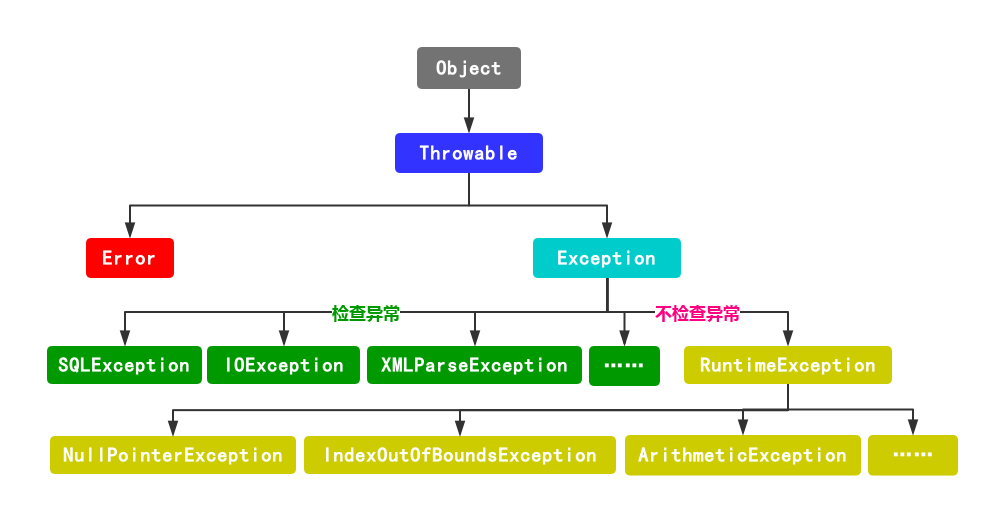 Object
Throwable
Error
Exception
检查异常
不检查异常
SQLException
IOException
XMLParseException
……
RuntimeException
NullPointerException
IndexOutOfBoundsException
ArithmeticException
……